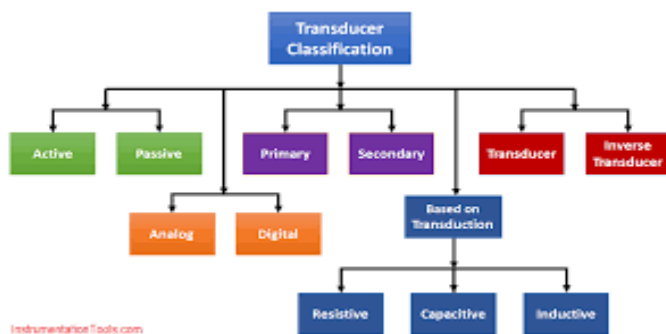 Transducer
Classification
Active
Passive
Primary
Secondary
Transducer
Inverse
Transducer
Analog
Digital
Based on
Transduction
Resistive
Capacitive
Inductive
InstrumentationTools.com